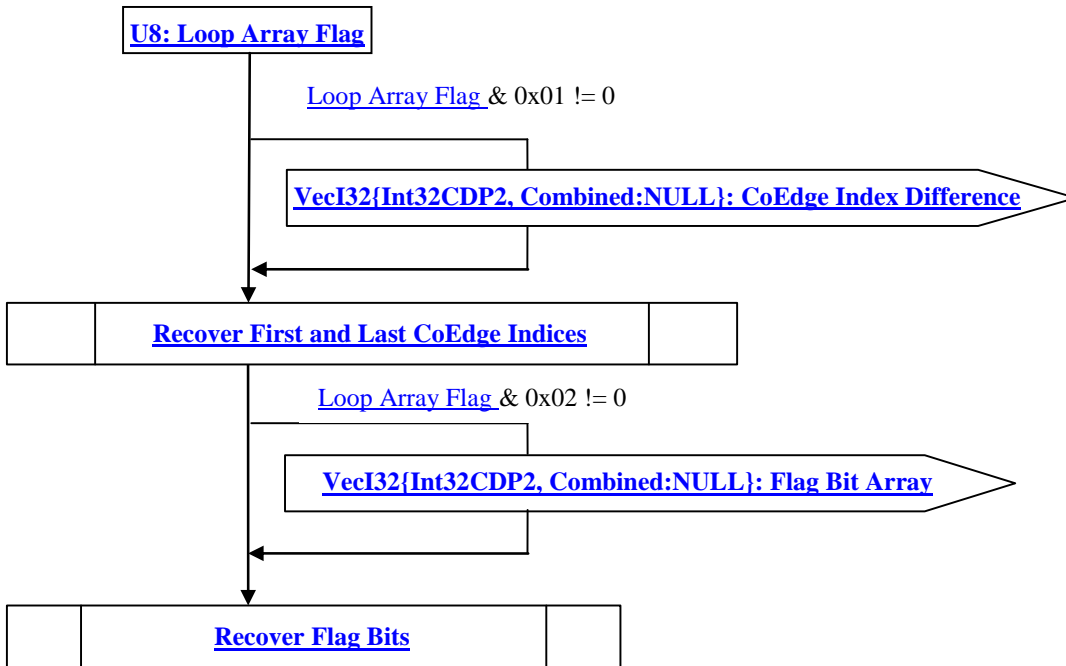 U8: Loop Array Flag
Loop Array Flag & 0x01 != 0
VecI32{Int32CDP2, Combined:NULL}: CoEdge Index Difference
Recover First and Last CoEdge Indices
Loop Array Flag & 0x02 != 0
VecI32{Int32CDP2, Combined:NULL}: Flag Bit Array
Recover Flag Bits